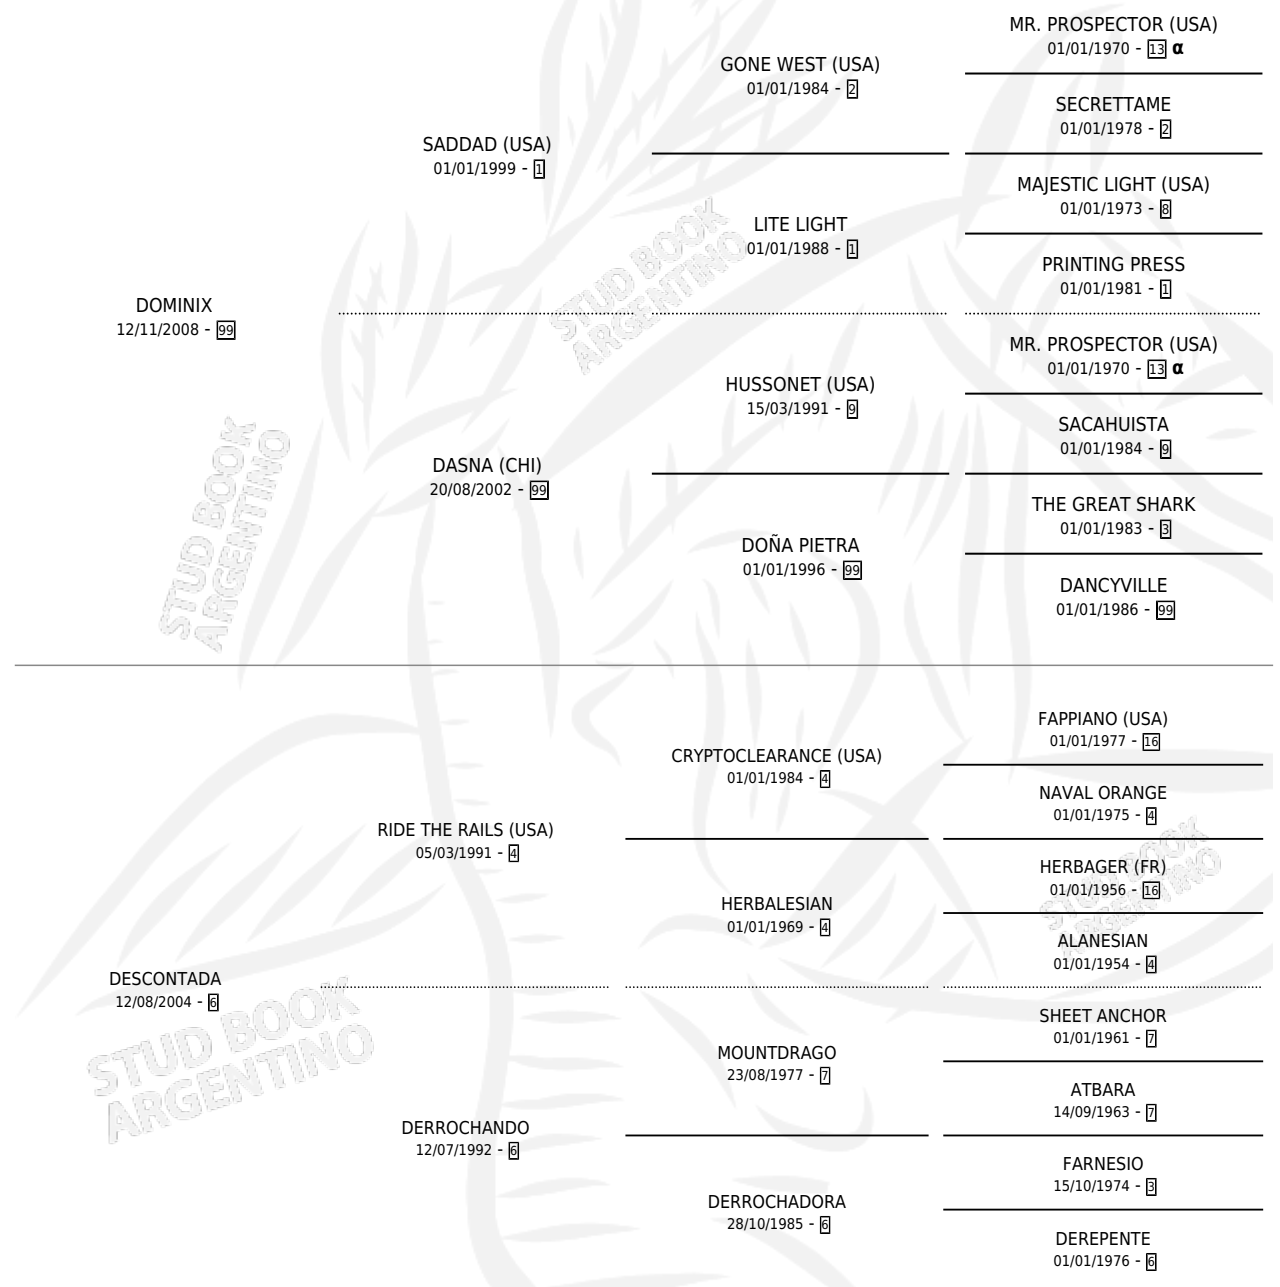 MR. PROSPECTOR (USA)
01/01/1970 - 13 α
GONE WEST (USA)
01/01/1984 - 2
SECRETTAME
01/01/1978 - 2
SADDAD (USA)
01/01/1999 - 1
MAJESTIC LIGHT (USA)
01/01/1973 - 8
LITE LIGHT
01/01/1988 - 1
PRINTING PRESS
01/01/1981 - 1
DOMINIX
12/11/2008 - 99
MR. PROSPECTOR (USA)
01/01/1970 - 13 α
HUSSONET (USA)
15/03/1991 - 9
SACAHUISTA
01/01/1984 - 9
DASNA (CHI)
20/08/2002 - 99
THE GREAT SHARK
01/01/1983 - 3
DOÑA PIETRA
01/01/1996 - 99
DANCYVILLE
01/01/1986 - 99
STUD BOOK
ARGENTINO
STUD BOOK
ARGENTINO
FAPPIANO (USA)
01/01/1977 - 16
CRYPTOCLEARANCE (USA)
01/01/1984 - 4
NAVAL ORANGE
01/01/1975 - 4
RIDE THE RAILS (USA)
05/03/1991 - 4
HERBAGER (FR)
01/01/1956 - 16
HERBALESIAN
01/01/1969 - 4
ALANESIAN
01/01/1954 - 4
DESCONTADA
12/08/2004 - 6
SHEET ANCHOR
01/01/1961 - 7
MOUNTDRAGO
23/08/1977 - 7
ATBARA
14/09/1963 - 7
DERROCHANDO
12/07/1992 - 6
FARNESIO
15/10/1974 - 3
DERROCHADORA
28/10/1985 - 6
DEREPENTE
01/01/1976 - 6
STUD BOOK
ARGENTINO
STUD BOOK
ARGENTINO